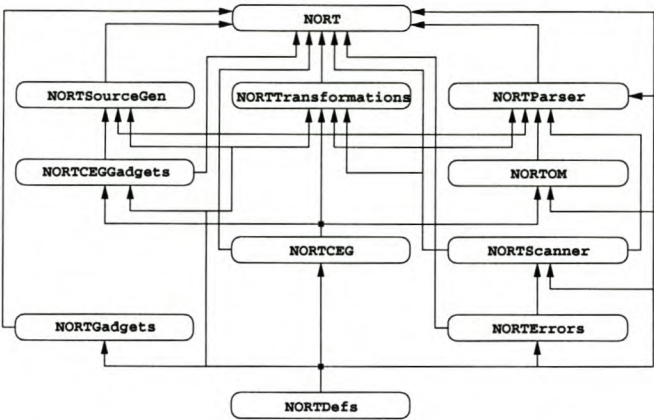 NORT
NORTSourceGen
NORTTransformations
NORTParser
NORTCEGGadgets
NORTOM
NORTCEG
NORTScanner
NORTGadgets
NORTErrors
NORTDefs